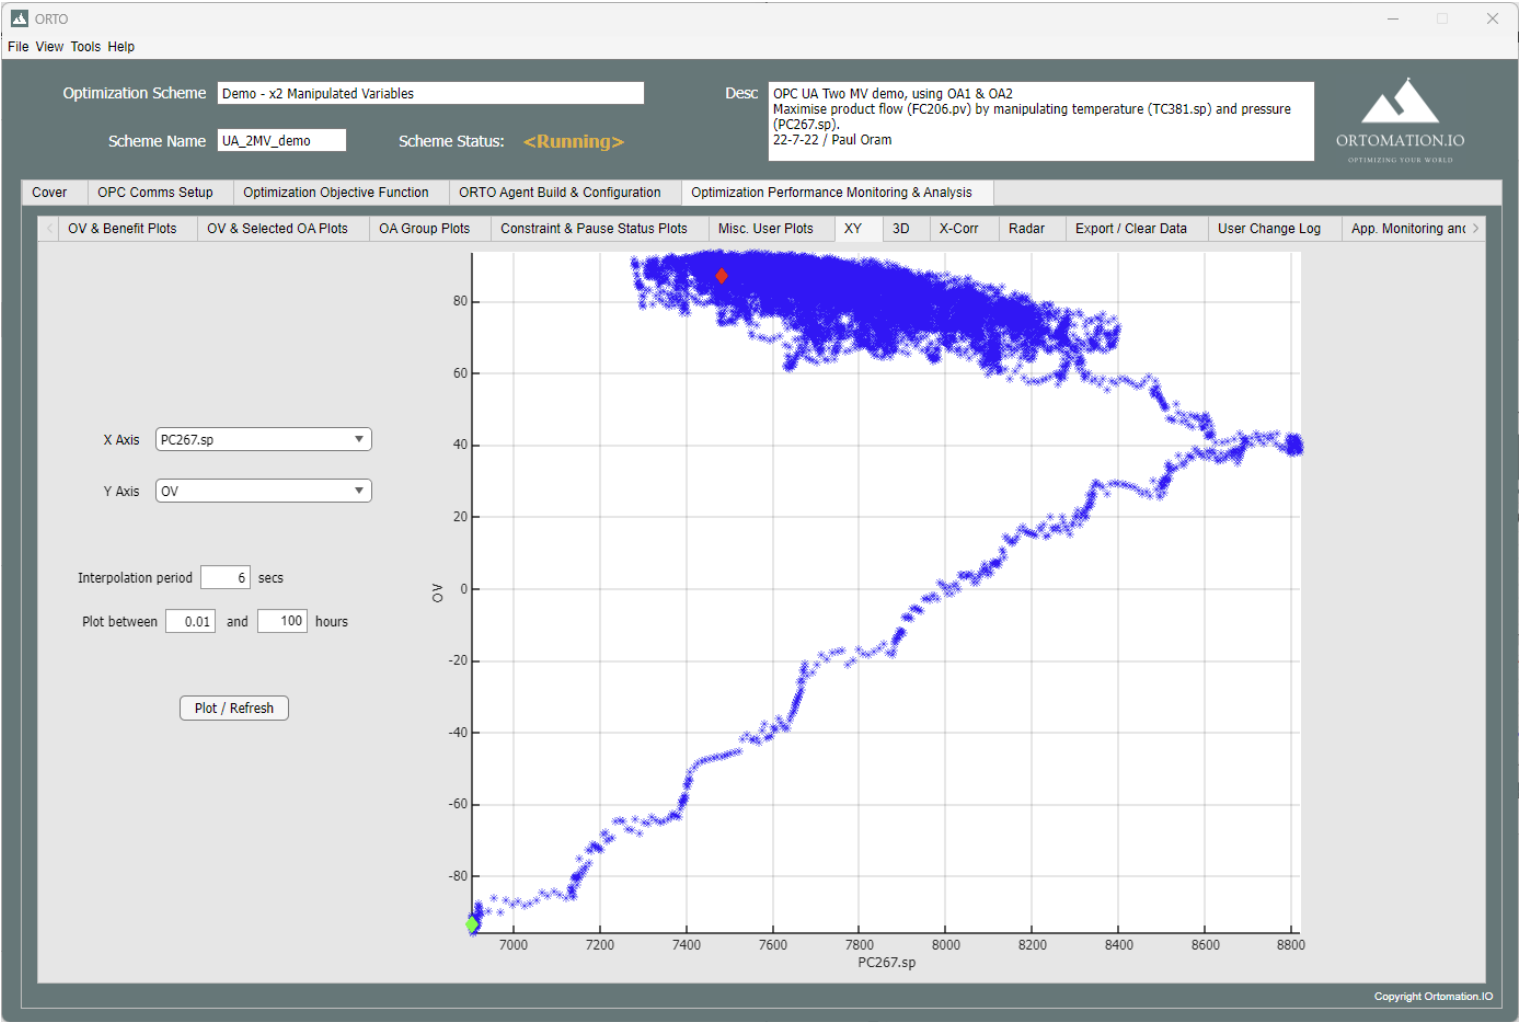 ORTO
File View Tools Help
Optimization Scheme
Demo - x2 Manipulated Variables
Desc
OPC UA Two MV demo, using OA1 & OA2
Maximise product flow (FC206.pv) by manipulating temperature (TC381.sp) and pressure
(PC267.sp).
22-7-22 / Paul Oram
Scheme Name
UA_2MV_demo
Scheme Status:
<Running>
ORTOMATION.IO
OPTIMIZING YOUR WORLD
Cover
OPC Comms Setup
Optimization Objective Function
ORTO Agent Build & Configuration
Optimization Performance Monitoring & Analysis
OV & Benefit Plots
OV & Selected OA Plots
OA Group Plots
Constraint & Pause Status Plots
Misc. User Plots
XY
3D
X-Corr
Radar
Export / Clear Data
User Change Log
App. Monitoring and
X Axis
PC267.sp
Y Axis
OV
Interpolation period 6 secs
Plot between 0.01 and 100 hours
Plot / Refresh
OV
80
60
40
20
0
-20
-40
-60
-80
7000 7200 7400 7600 7800 8000 8200 8400 8600 8800
PC267.sp
Copyright Ortomation.IO